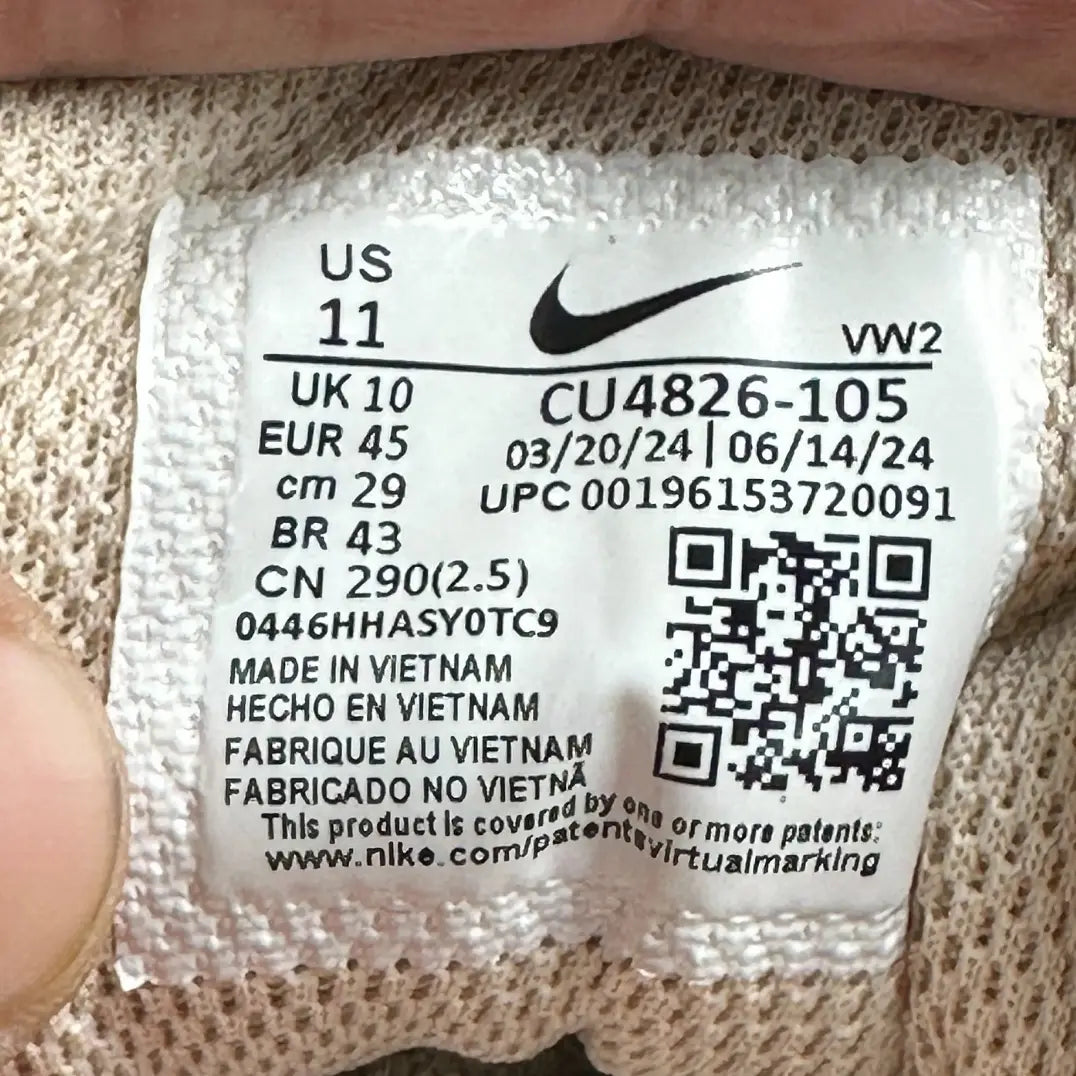 US
11
VW2
UK 10
CU4826-105
EUR 45
03/20/24 | 06/14/24
cm 29
UPC 00196153720091
BR 43
CN 290(2.5)
0446HHASY0TC9
MADE IN VIETNAM
HECHO EN VIETNAM
FABRIQUE AU VIETNAM
FABRICADO NO VIETNÃ
This product is covered by one or more patents:
www.nike.com/patentsvirtualmarking